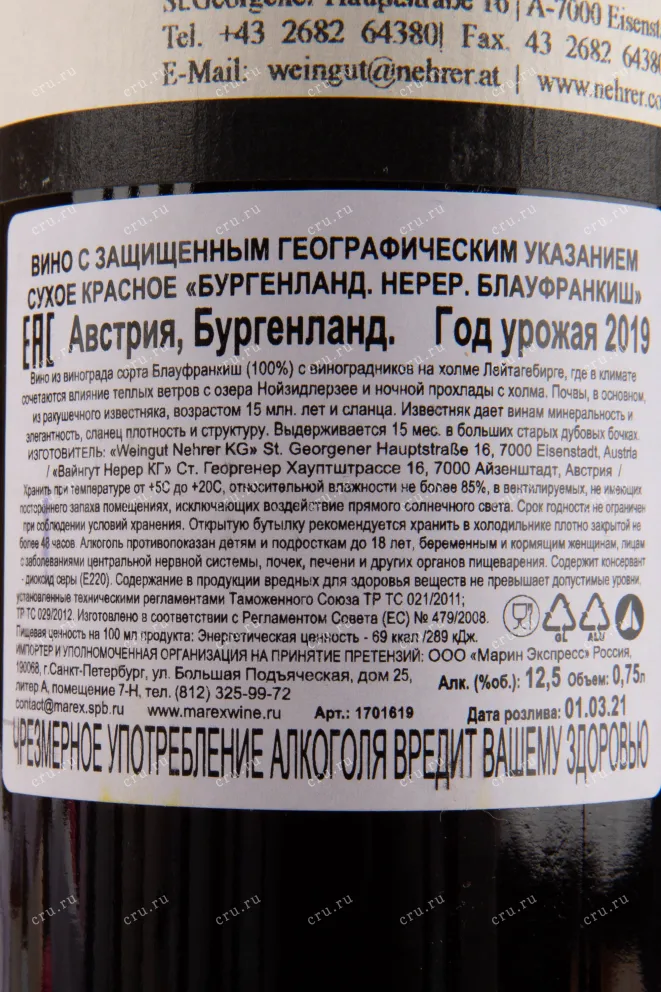 St.Georgener Hauptstraße 16 | A-7000 Eisenst
Tel. +43 2682 64380| Fax. 43 2682 6438
E-Mail: weingut@nehrer.at | www.nehrer.co
ВИНО С ЗАЩИЩЕННЫМ ГЕОГРАФИЧЕСКИМ УКАЗАНИЕМ
СУХОЕ КРАСНОЕ «БУРГЕНЛАНД. НЕРЕР. БЛАУФРАНКИШ»
EAC Австрия, Бургенланд. Год урожая 2019
Вино из винограда сорта Блауфранкиш (100%) с виноградников на холме Лейтагебирге, где в климате
сочетаются влияние теплых ветров с озера Нойзидлерзее и ночной прохлады с холма. Почвы, в основном,
из ракушечного известняка, возрастом 15 млн. лет и сланца. Известняк дает винам минеральность и
элегантность, сланец плотность и структуру. Выдерживается 15 мес. в больших старых дубовых бочках.
ИЗГОТОВИТЕЛЬ: «Weingut Nehrer KG» St. Georgener Hauptstraße 16, 7000 Eisenstadt, Austria
/ «Вайнгут Нерер КГ» Ст. Георгенер Хауптштрассе 16, 7000 Айзенштадт, Австрия /
Хранить при температуре от +5С до +20С, относительной влажности не более 85%, в вентилируемых, не имеющих
постороннего запаха помещениях, исключающих воздействие прямого солнечного света. Срок годности не ограничен
при соблюдении условий хранения. Открытую бутылку рекомендуется хранить в холодильнике плотно закрытой не
более 48 часов. Алкоголь противопоказан детям и подросткам до 18 лет, беременным и кормящим женщинам, лицам
с заболеваниями центральной нервной системы, почек, печени и других органов пищеварения. Содержит консервант
- диоксид серы (Е220). Содержание в продукции вредных для здоровья веществ не превышает допустимые уровни,
установленные техническими регламентами Таможенного Союза ТР ТС 021/2011;
ТР ТС 029/2012. Изготовлено в соответствии с Регламентом Совета (ЕС) № 479/2008.
GL ALU
Пищевая ценность на 100 мл продукта: Энергетическая ценность - 69 ккал /289 кДж.
ИМПОРТЕР И УПОЛНОМОЧЕННАЯ ОРГАНИЗАЦИЯ НА ПРИНЯТИЕ ПРЕТЕНЗИЙ: ООО «Марин Экспресс» Россия,
190068, г.Санкт-Петербург, ул. Большая Подъяческая, дом 25,
литер А, помещение 7-Н, тел. (812) 325-99-72
Алк. (%об.): 12,5 Объем: 0,75л
contact@marex.spb.ru www.marexwine.ru Арт.: 1701619 Дата розлива: 01.03.21
ЧРЕЗМЕРНОЕ УПОТРЕБЛЕНИЕ АЛКОГОЛЯ ВРЕДИТ ВАШЕМУ ЗДОРОВЬЮ
cru.ru